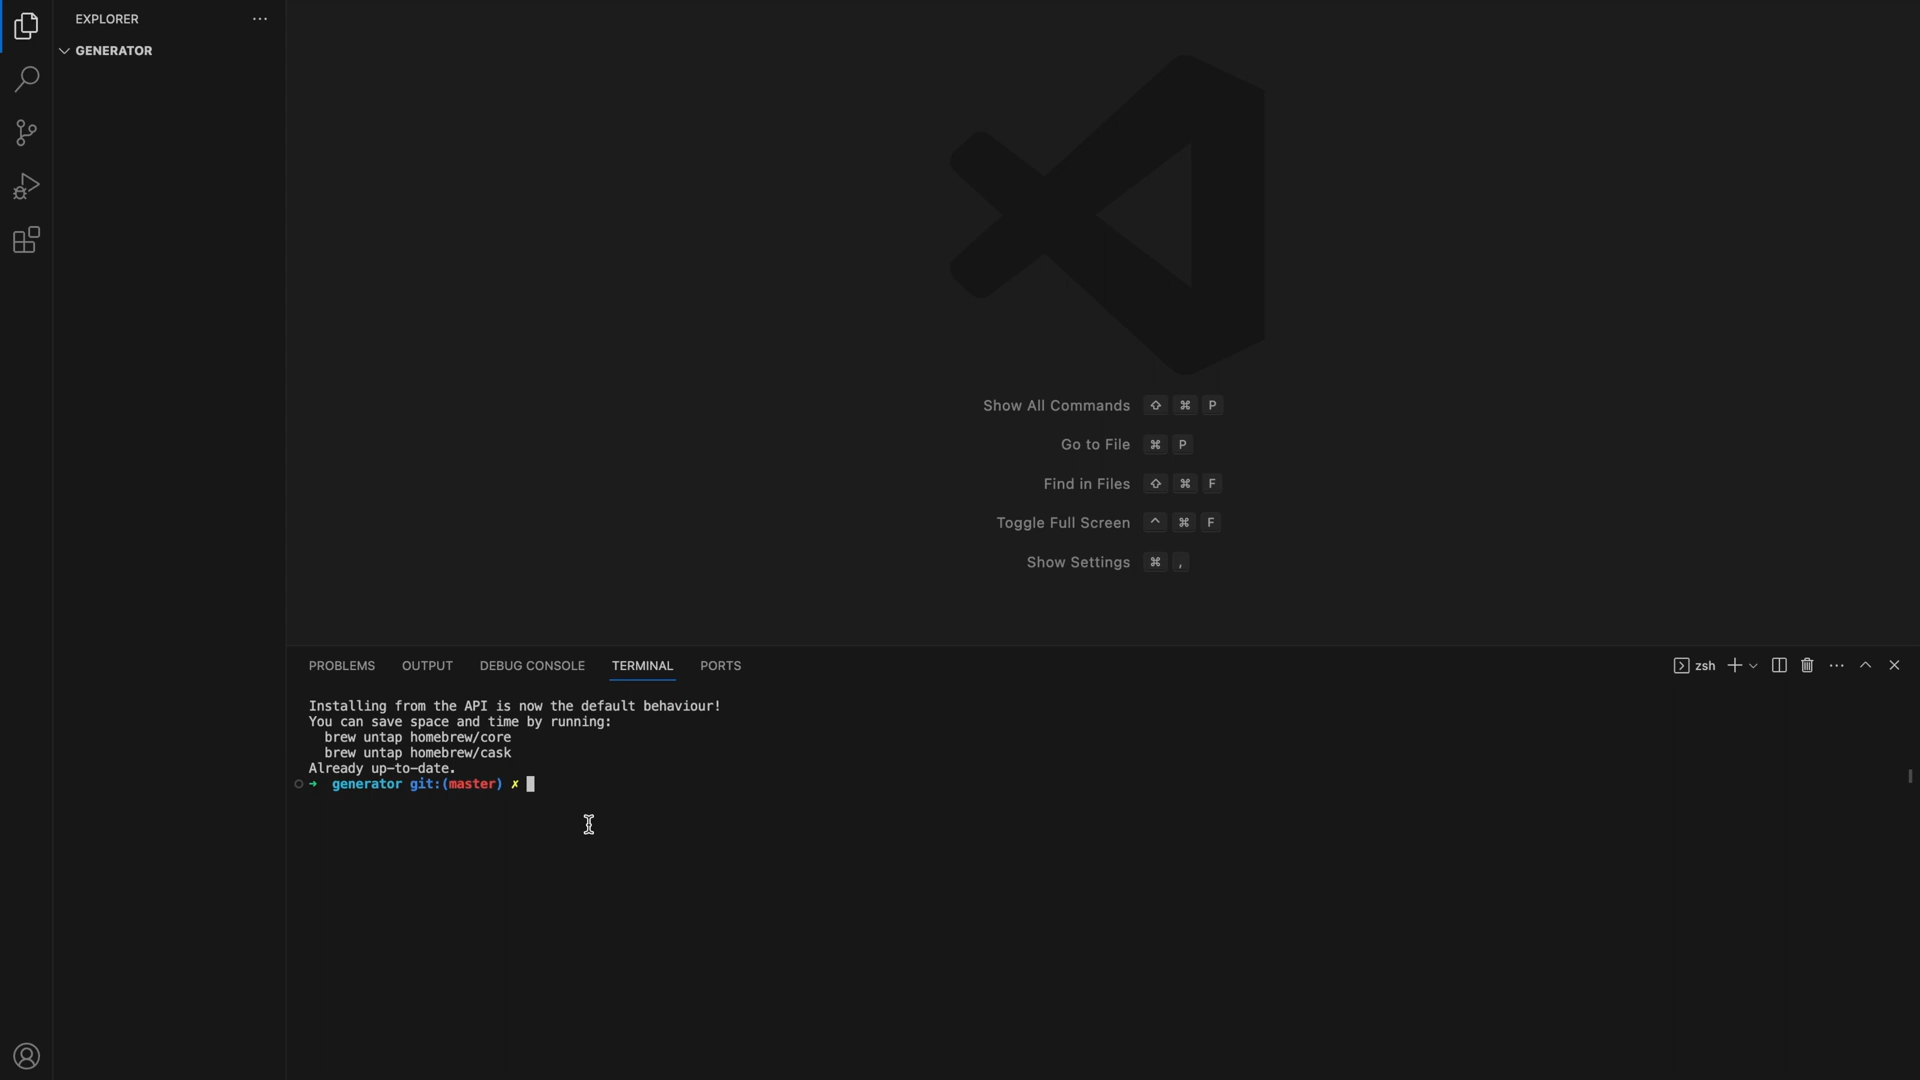 EXPLORER
GENERATOR
Show All Commands ⇧ ⌘ P
Go to File ⌘ P
Find in Files ⇧ ⌘ F
Toggle Full Screen ^ ⌘ F
Show Settings ⌘ ,
PROBLEMS OUTPUT DEBUG CONSOLE TERMINAL PORTS zsh
Installing from the API is now the default behaviour!
You can save space and time by running:
brew untap homebrew/core
brew untap homebrew/cask
Already up-to-date.
➜ generator git:(master) ✗